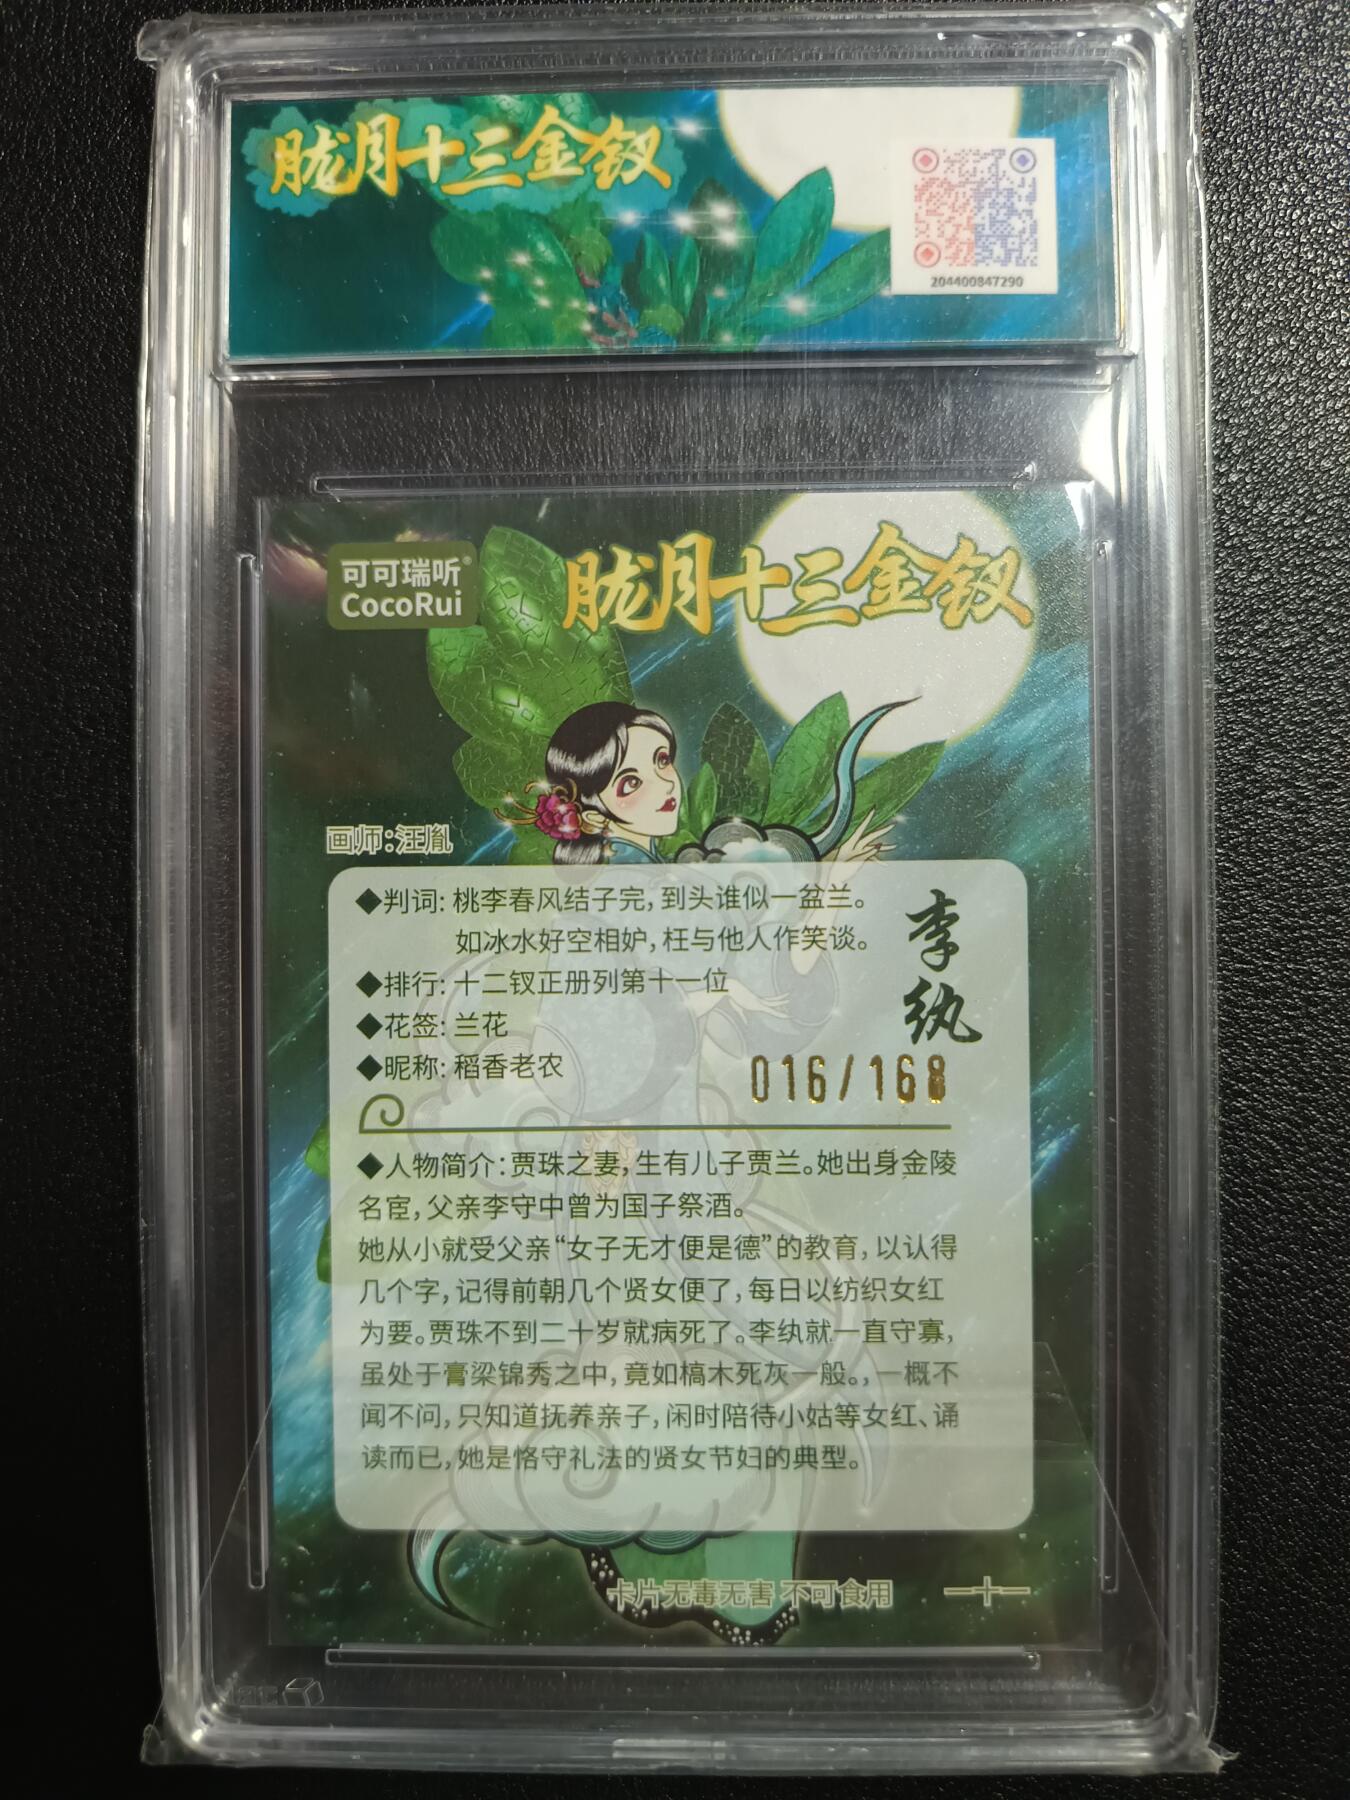 胧月十三金钗
204400847290
可可瑞听®
CocoRui
胧月十三金钗
画师:汪胤
◆判词: 桃李春风结子完,到头谁似一盆兰。
如冰水好空相妒,枉与他人作笑谈。
◆排行: 十二钗正册列第十一位
◆花签: 兰花
◆昵称: 稻香老农
李纨
016/168
◆人物简介:贾珠之妻,生有儿子贾兰。她出身金陵
名宦,父亲李守中曾为国子祭酒。
她从小就受父亲“女子无才便是德”的教育,以认得
几个字,记得前朝几个贤女便了,每日以纺织女红
为要。贾珠不到二十岁就病死了。李纨就一直守寡,
虽处于膏梁锦秀之中,竟如槁木死灰一般。,一概不
闻不问,只知道抚养亲子,闲时陪待小姑等女红、诵
读而已,她是恪守礼法的贤女节妇的典型。
卡片无毒无害 不可食用
一十一